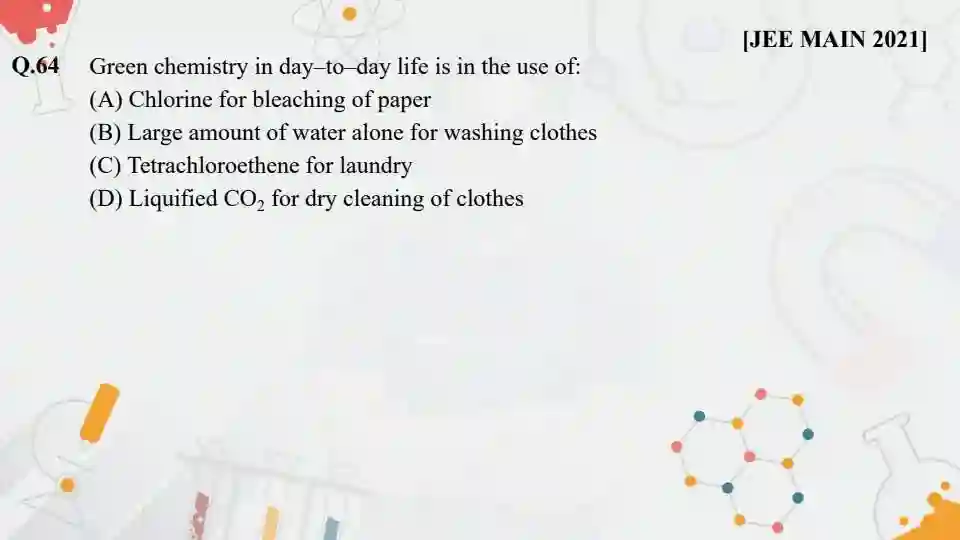 [JEE MAIN 2021]
Q.64 Green chemistry in day–to–day life is in the use of:
(A) Chlorine for bleaching of paper
(B) Large amount of water alone for washing clothes
(C) Tetrachloroethene for laundry
(D) Liquified CO₂ for dry cleaning of clothes